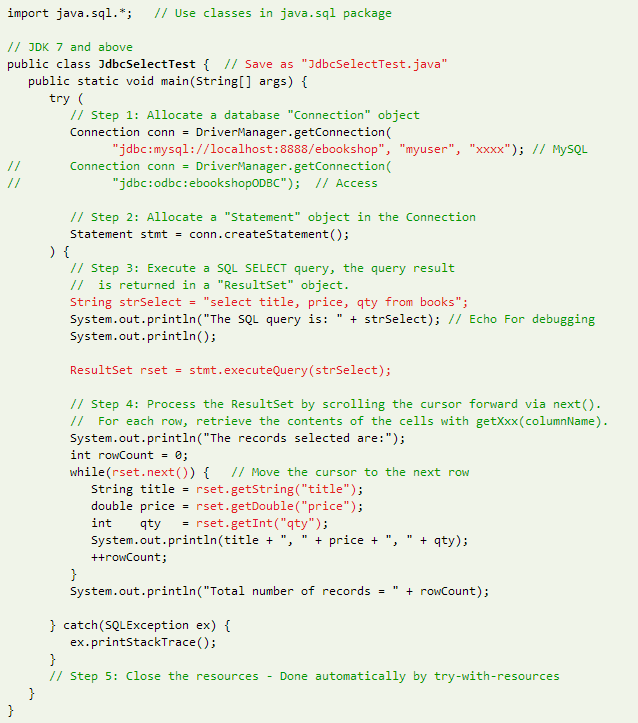 import java.sql.*;   // Use classes in java.sql package

// JDK 7 and above
public class JdbcSelectTest {  // Save as "JdbcSelectTest.java"
   public static void main(String[] args) {
      try (
         // Step 1: Allocate a database "Connection" object
         Connection conn = DriverManager.getConnection(
               "jdbc:mysql://localhost:8888/ebookshop", "myuser", "xxxx"); // MySQL
//       Connection conn = DriverManager.getConnection(
//             "jdbc:odbc:ebookshopODBC");  // Access

         // Step 2: Allocate a "Statement" object in the Connection
         Statement stmt = conn.createStatement();
      ) {
         // Step 3: Execute a SQL SELECT query, the query result
         //  is returned in a "ResultSet" object.
         String strSelect = "select title, price, qty from books";
         System.out.println("The SQL query is: " + strSelect); // Echo For debugging
         System.out.println();

         ResultSet rset = stmt.executeQuery(strSelect);

         // Step 4: Process the ResultSet by scrolling the cursor forward via next().
         //  For each row, retrieve the contents of the cells with getXxx(columnName).
         System.out.println("The records selected are:");
         int rowCount = 0;
         while(rset.next()) {   // Move the cursor to the next row
            String title = rset.getString("title");
            double price = rset.getDouble("price");
            int    qty   = rset.getInt("qty");
            System.out.println(title + ", " + price + ", " + qty);
            ++rowCount;
         }
         System.out.println("Total number of records = " + rowCount);

      } catch(SQLException ex) {
         ex.printStackTrace();
      }
      // Step 5: Close the resources - Done automatically by try-with-resources
   }
}